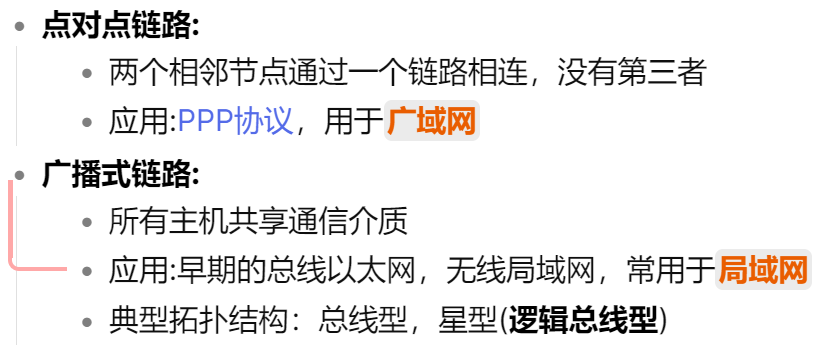 点对点链路:
两个相邻节点通过一个链路相连，没有第三者
应用:PPP协议，用于广域网
广播式链路:
所有主机共享通信介质
应用:早期的总线以太网，无线局域网，常用于局域网
典型拓扑结构：总线型，星型(逻辑总线型)